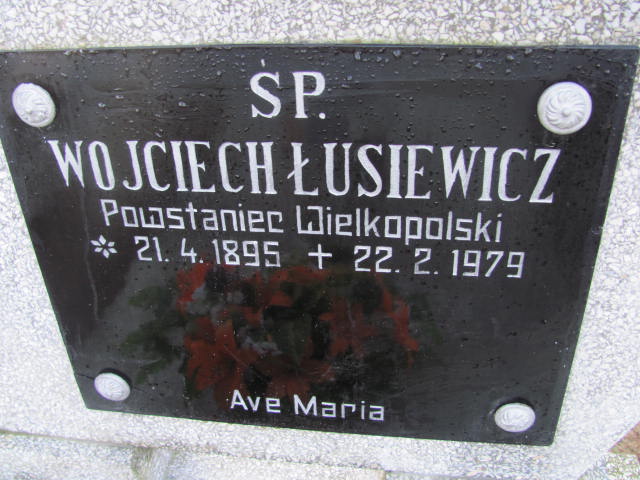 ŚP.
WOJCIECH ŁUSIEWICZ
Powstaniec Wielkopolski
* 21. 4. 1895 + 22. 2. 1979
Ave Maria